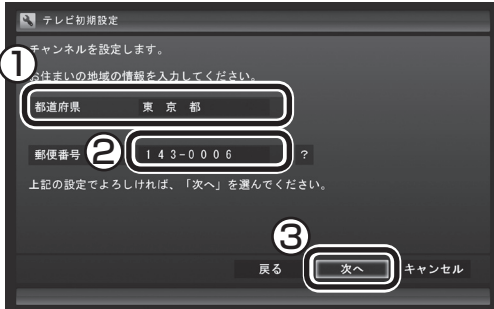 テレビ初期設定
チャンネルを設定します。
①
お住まいの地域の情報を入力してください。
都道府県 東京都
郵便番号 ② 143-0006 ?
上記の設定でよろしければ、「次へ」を選んでください。
③
戻る 次へ キャンセル